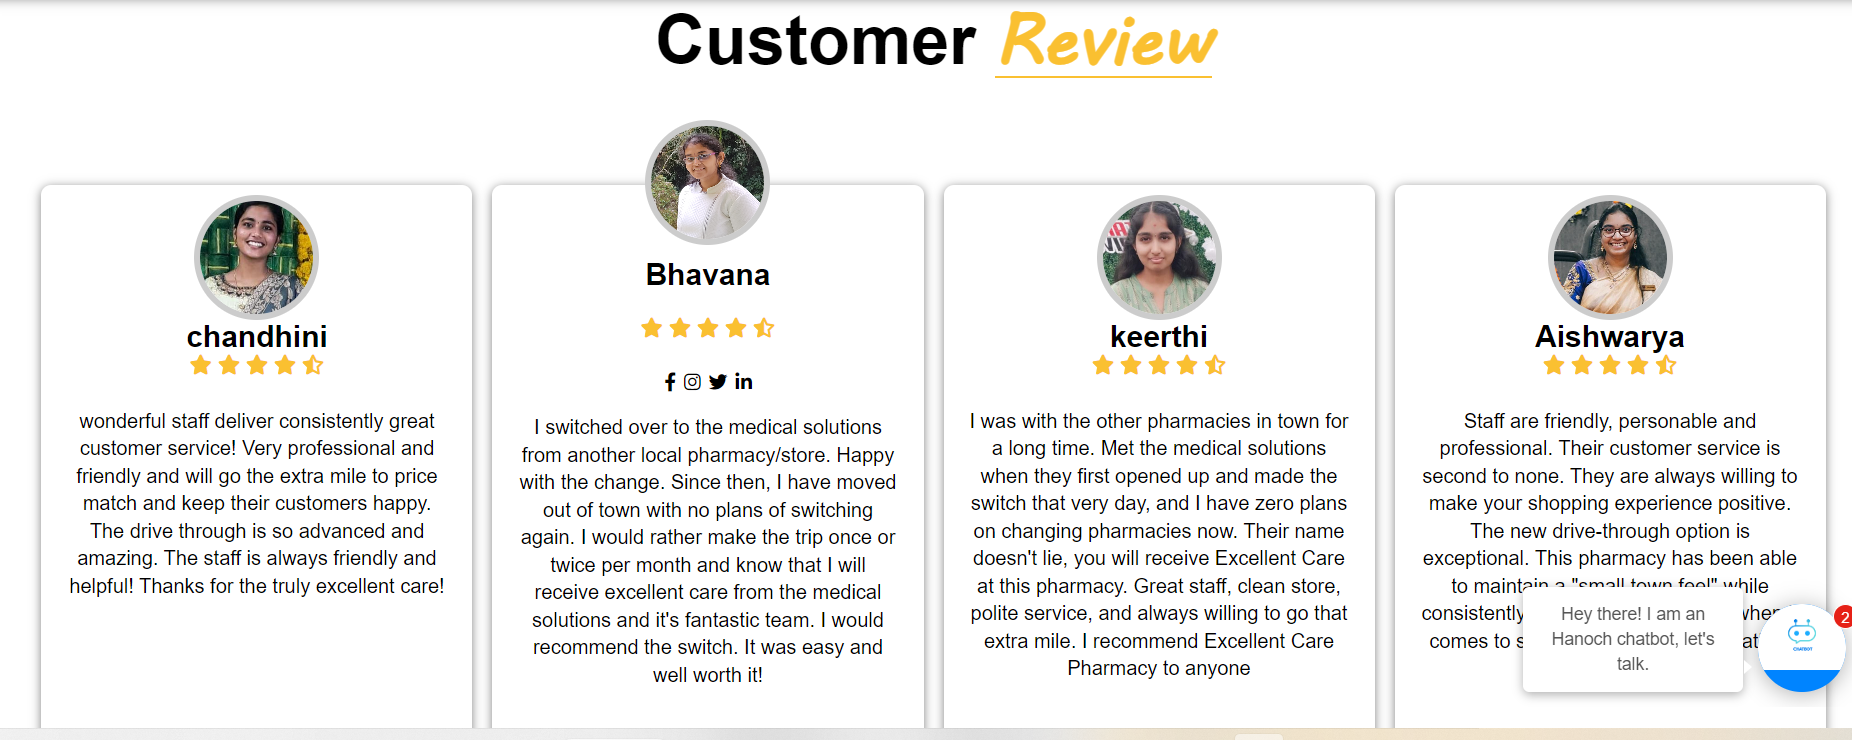 Customer Review
chandhini
wonderful staff deliver consistently great
customer service! Very professional and
friendly and will go the extra mile to price
match and keep their customers happy.
The drive through is so advanced and
amazing. The staff is always friendly and
helpful! Thanks for the truly excellent care!
Bhavana
I switched over to the medical solutions
from another local pharmacy/store. Happy
with the change. Since then, I have moved
out of town with no plans of switching
again. I would rather make the trip once or
twice per month and know that I will
receive excellent care from the medical
solutions and it's fantastic team. I would
recommend the switch. It was easy and
well worth it!
keerthi
I was with the other pharmacies in town for
a long time. Met the medical solutions
when they first opened up and made the
switch that very day, and I have zero plans
on changing pharmacies now. Their name
doesn't lie, you will receive Excellent Care
at this pharmacy. Great staff, clean store,
polite service, and always willing to go that
extra mile. I recommend Excellent Care
Pharmacy to anyone
Aishwarya
Staff are friendly, personable and
professional. Their customer service is
second to none. They are always willing to
make your shopping experience positive.
The new drive-through option is
exceptional. This pharmacy has been able
to maintain a "small town feel" while
consistently
comes to
Hey there! I am an
Hanoch chatbot, let's
talk.
CHATBOT
2